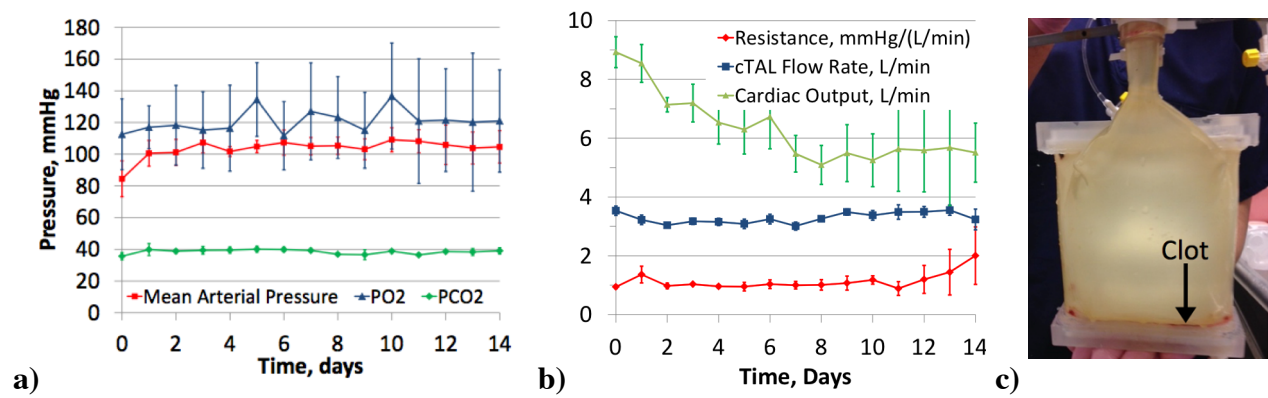 180
160
140
120
100
80
60
40
20
0
Pressure, mmHg
Mean Arterial Pressure PO2 PCO2
0 2 4 6 8 10 12 14
Time, days
a)
10
8
6
4
2
0
Resistance, mmHg/(L/min)
cTAL Flow Rate, L/min
Cardiac Output, L/min
0 2 4 6 8 10 12 14
Time, Days
b)
Clot
c)